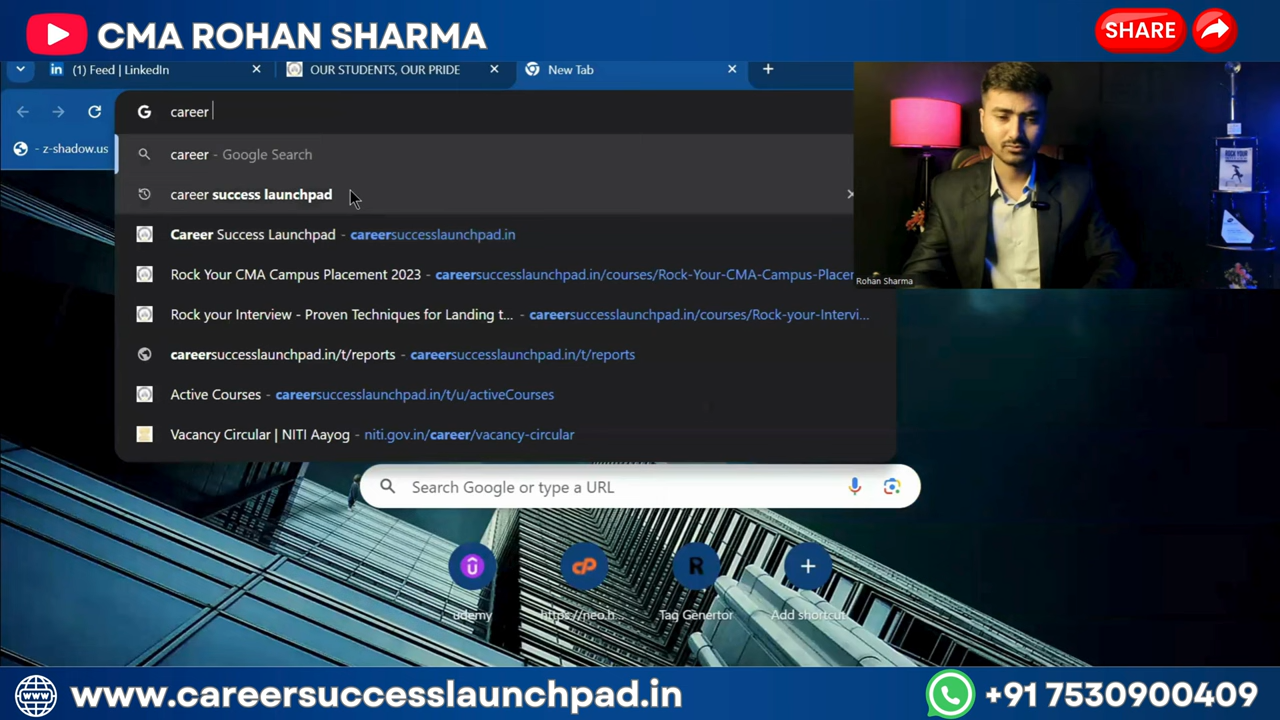 CMA ROHAN SHARMA
SHARE
(1) Feed | LinkedIn
OUR STUDENTS, OUR PRIDE
New Tab
career
- z-shadow.us
career - Google Search
career success launchpad
Career Success Launchpad - careersuccesslaunchpad.in
Rock Your CMA Campus Placement 2023 - careersuccesslaunchpad.in/courses/Rock-Your-CMA-Campus-Placer
Rock your Interview - Proven Techniques for Landing t... - careersuccesslaunchpad.in/courses/Rock-your-Intervi...
careersuccesslaunchpad.in/t/reports - careersuccesslaunchpad.in/t/reports
Active Courses - careersuccesslaunchpad.in/t/u/activeCourses
Vacancy Circular | NITI Aayog - niti.gov.in/career/vacancy-circular
Rohan Sharma
Search Google or type a URL
udemy
https://neo.h...
Tag Genertor
Add shortcut
www.careersuccesslaunchpad.in
+91 7530900409